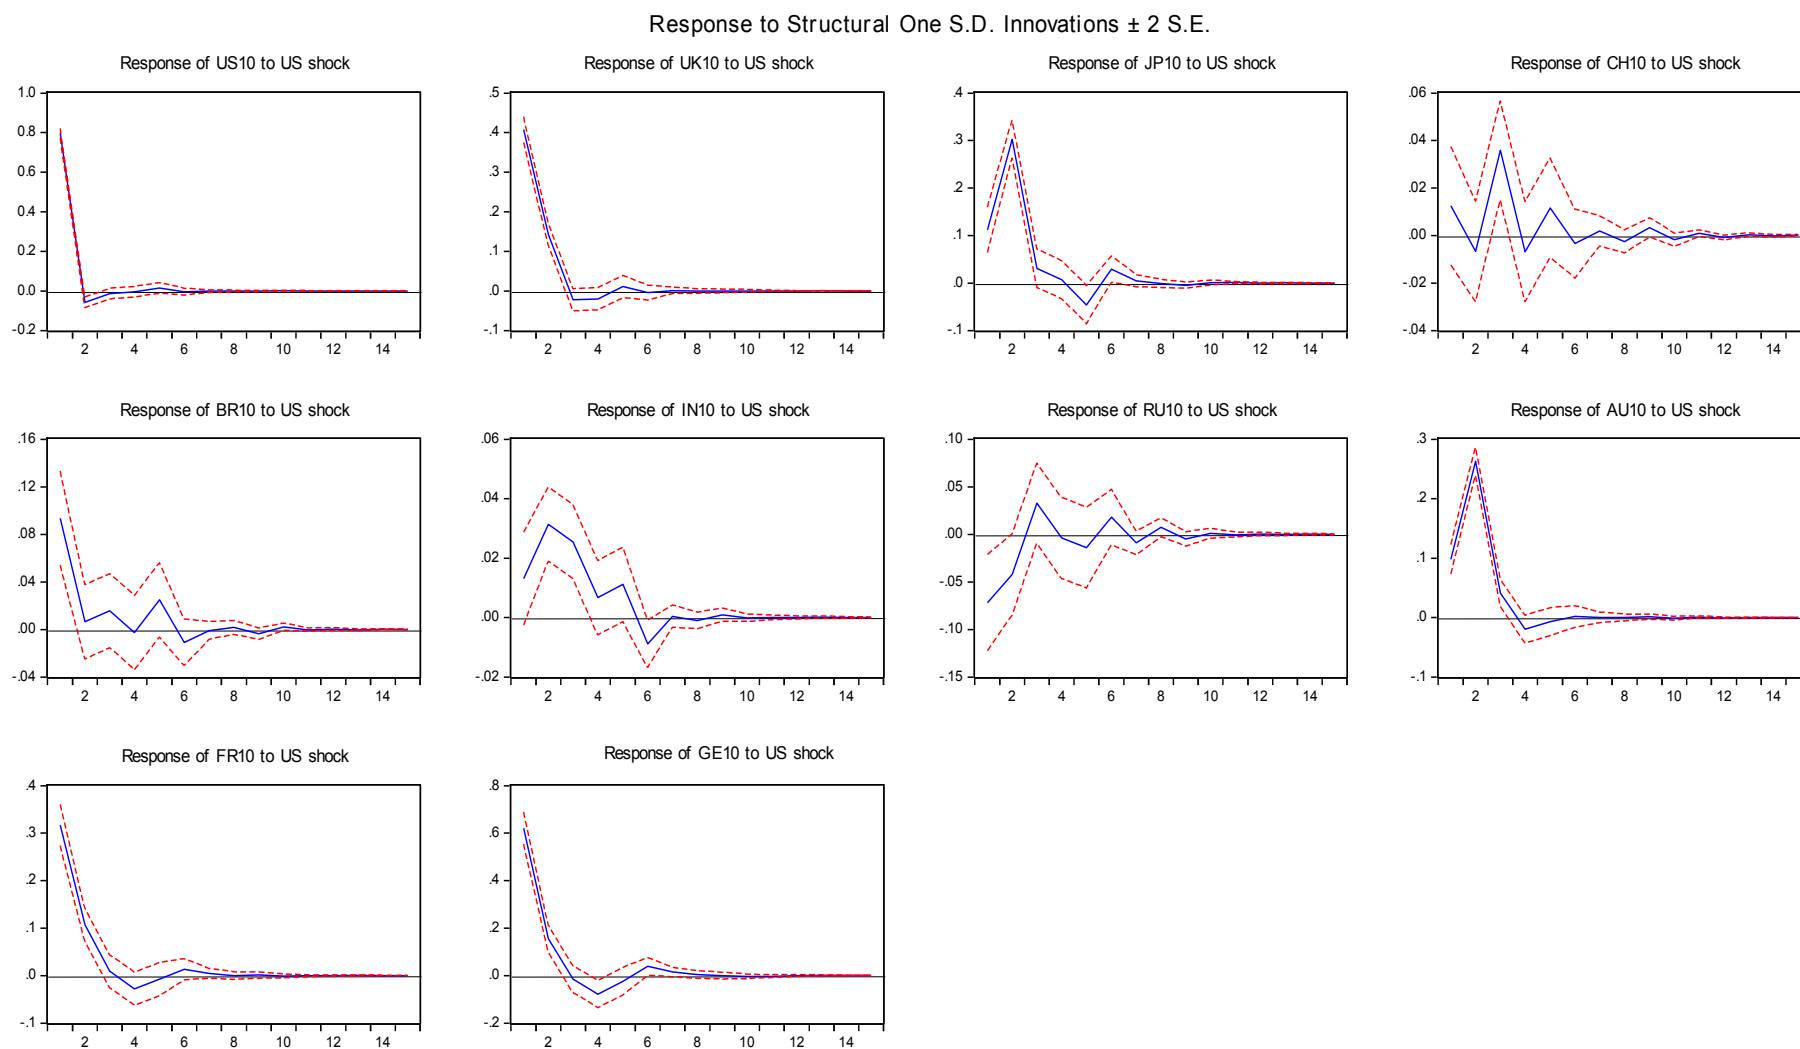 Response to Structural One S.D. Innovations ± 2 S.E.
Response of US10 to US shock
1.0
0.8
0.6
0.4
0.2
0.0
-0.2
2 4 6 8 10 12 14
Response of UK10 to US shock
.5
.4
.3
.2
.1
.0
-.1
2 4 6 8 10 12 14
Response of JP10 to US shock
.4
.3
.2
.1
.0
-.1
2 4 6 8 10 12 14
Response of CH10 to US shock
.06
.04
.02
.00
-.02
-.04
2 4 6 8 10 12 14
Response of BR10 to US shock
.16
.12
.08
.04
.00
-.04
2 4 6 8 10 12 14
Response of IN10 to US shock
.06
.04
.02
.00
-.02
2 4 6 8 10 12 14
Response of RU10 to US shock
.10
.05
.00
-.05
-.10
-.15
2 4 6 8 10 12 14
Response of AU10 to US shock
.3
.2
.1
.0
-.1
2 4 6 8 10 12 14
Response of FR10 to US shock
.4
.3
.2
.1
.0
-.1
2 4 6 8 10 12 14
Response of GE10 to US shock
.8
.6
.4
.2
.0
-.2
2 4 6 8 10 12 14